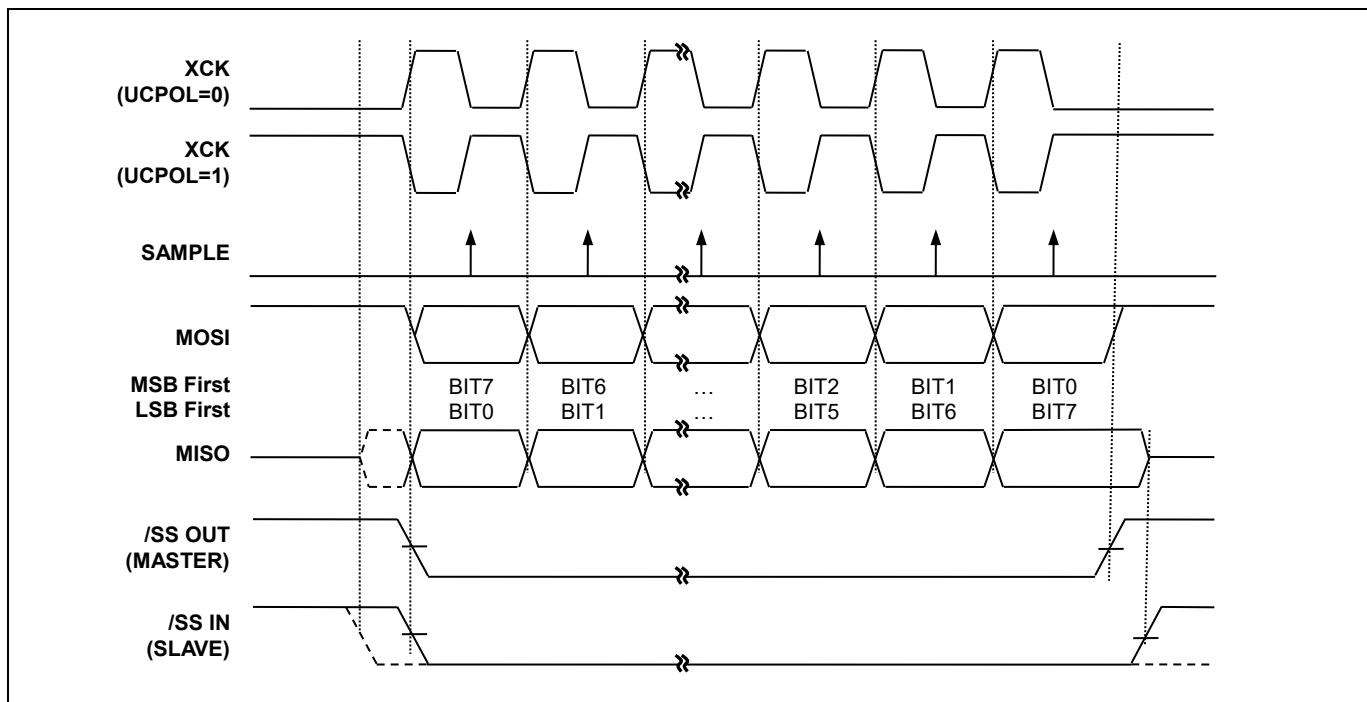 XCK
(UCPOL=0)
XCK
(UCPOL=1)
SAMPLE
MOSI
MSB First BIT7 BIT6 ... BIT2 BIT1 BIT0
LSB First BIT0 BIT1 ... BIT5 BIT6 BIT7
MISO
/SS OUT
(MASTER)
/SS IN
(SLAVE)